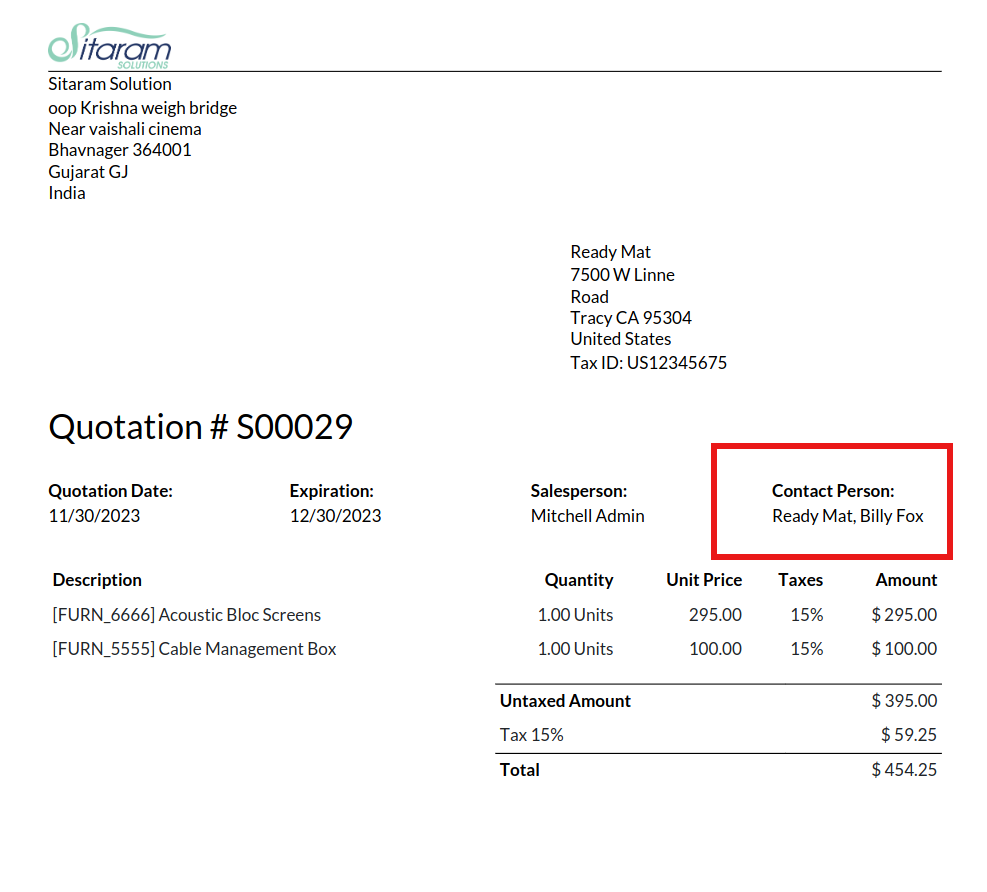 Sitaram
SOLUTIONS
Sitaram Solution
oop Krishna weigh bridge
Near vaishali cinema
Bhavnager 364001
Gujarat GJ
India
Ready Mat
7500 W Linne
Road
Tracy CA 95304
United States
Tax ID: US12345675
Quotation # S00029
Quotation Date: Expiration: Salesperson: Contact Person:
11/30/2023 12/30/2023 Mitchell Admin Ready Mat, Billy Fox
Description Quantity Unit Price Taxes Amount
[FURN_6666] Acoustic Bloc Screens 1.00 Units 295.00 15% $ 295.00
[FURN_5555] Cable Management Box 1.00 Units 100.00 15% $ 100.00
Untaxed Amount $ 395.00
Tax 15% $ 59.25
Total $ 454.25